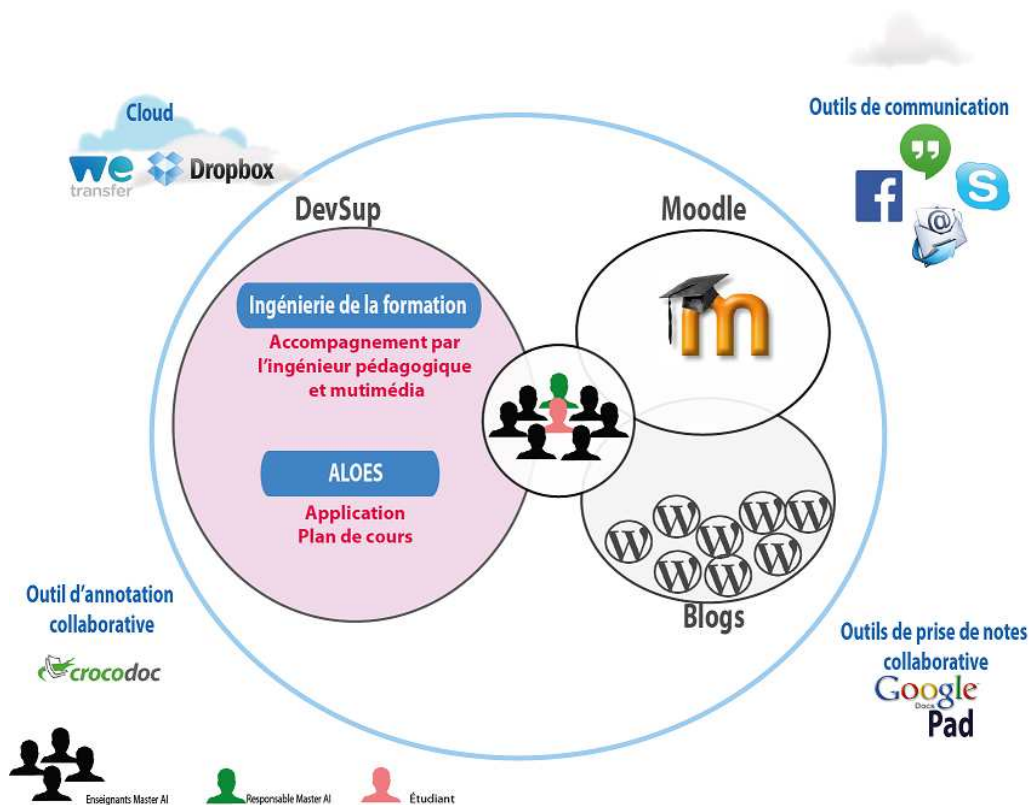 Cloud
we
transfer
Dropbox
Outils de communication
DevSup
Moodle
Ingénierie de la formation
Accompagnement par
l'ingénieur pédagogique
et mutimédia
m
ALOES
Application
Plan de cours
Blogs
Outil d'annotation
collaborative
crocodoc
Outils de prise de notes
collaborative
Google
Docs
Pad
Enseignants Master AI
Responsable Master AI
Étudiant